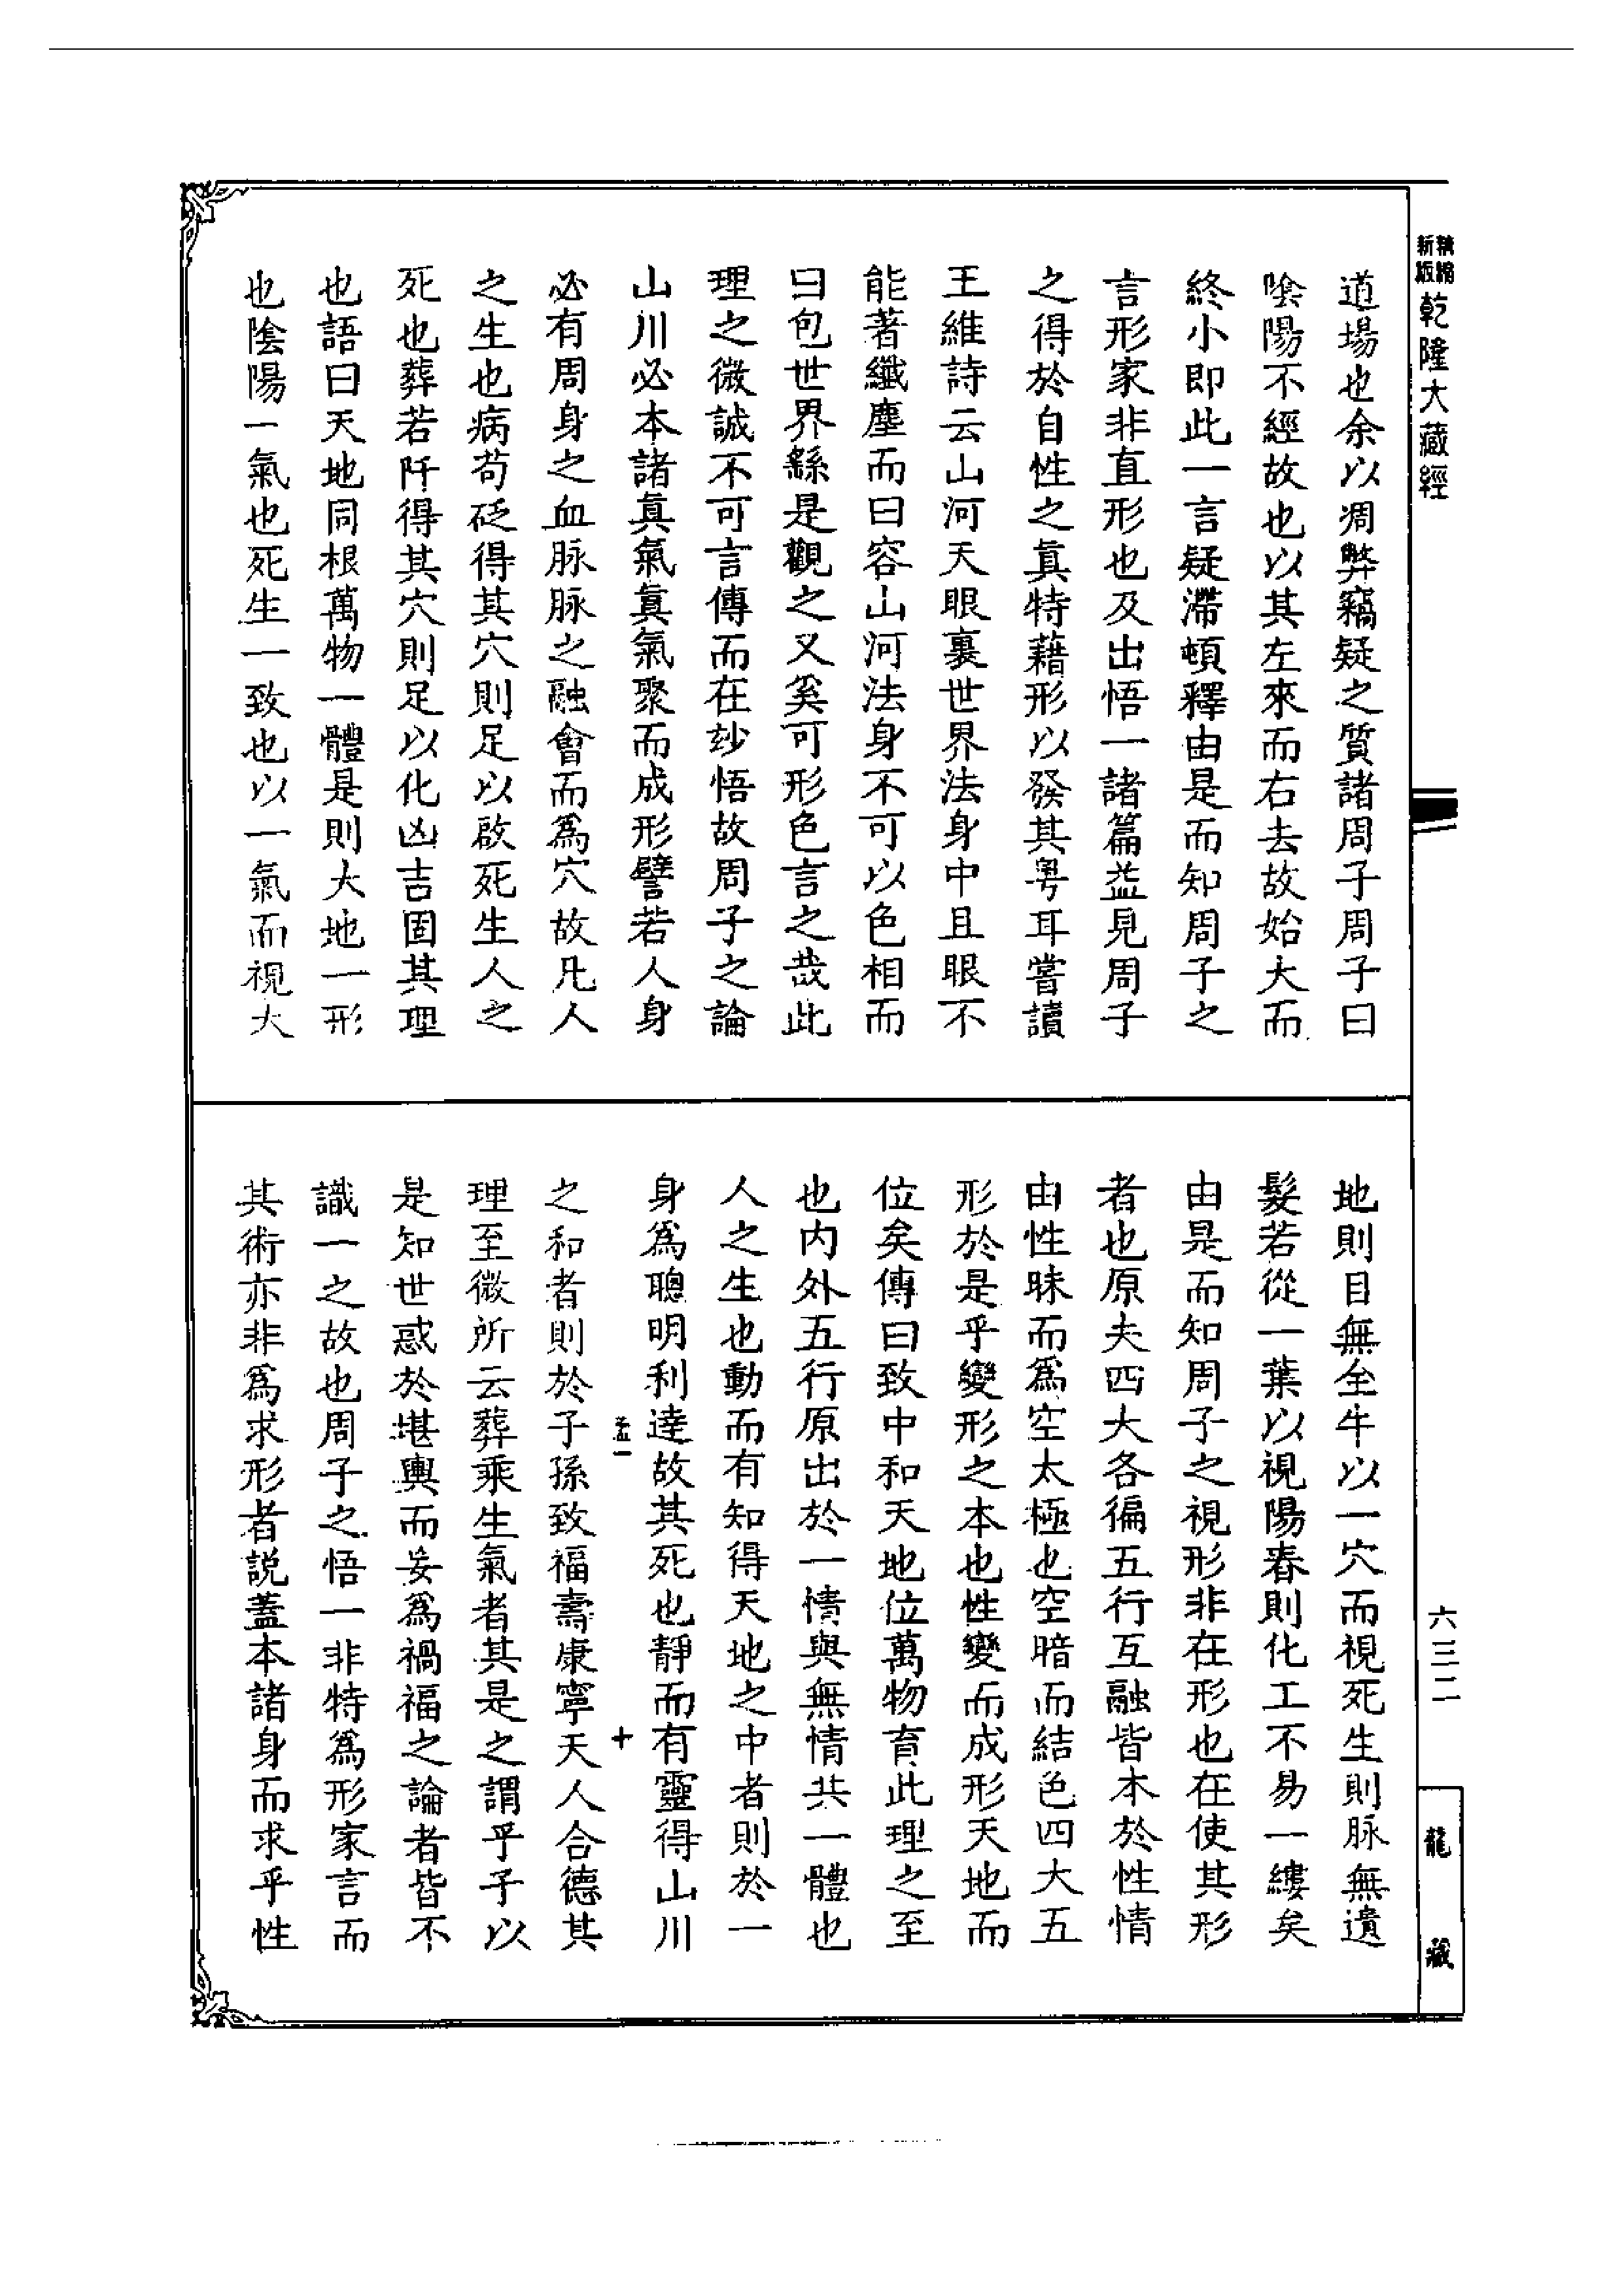 精縮新版乾隆大藏經
道場也余以凋弊竊疑之質諸周子周子曰
陰陽不經故也以其左來而右去故始大而
終小即此一言疑滯頓釋由是而知周子之
言形家非直形也及出悟一諸篇益見周子
之得於自性之眞特藉形以發其粵耳嘗讀
王維詩云山河天眼裏世界法身中且眼不
能著纖塵而曰容山河法身不可以色相而
曰包世界繇是觀之又奚可形色言之哉此
理之微誠不可言傳而在玅悟故周子之論
山川必本諸眞氣眞氣聚而成形譬若人身
必有周身之血脉脉之融會而爲穴故凡人
之生也病苟砭得其穴則足以啟死生人之
死也葬若阡得其穴則足以化凶吉固其理
也語曰天地同根萬物一體是則大地一形
也陰陽一氣也死生一致也以一氣而視大
地則目無全牛以一穴而視死生則脉無遺
髮若從一葉以視陽春則化工不易一縷矣
由是而知周子之視形非在形也在使其形
者也原夫四大各徧五行互融皆本於性情
由性昧而爲空太極也空暗而結色四大五
形於是乎變形之本也性變而成形天地而
位矣傳曰致中和天地位萬物育此理之至
也内外五行原出於一情與無情共一體也
人之生也動而有知得天地之中者則於一
身爲聰明利達故其死也靜而有靈得山川
孟一
十
之和者則於子孫致福壽康寧天人合德其
理至微所云葬乘生氣者其是之謂乎予以
是知世惑於堪輿而妄爲禍福之論者皆不
識一之故也周子之悟一非特爲形家言而
其術亦非爲求形者説蓋本諸身而求乎性
六三二
龍藏